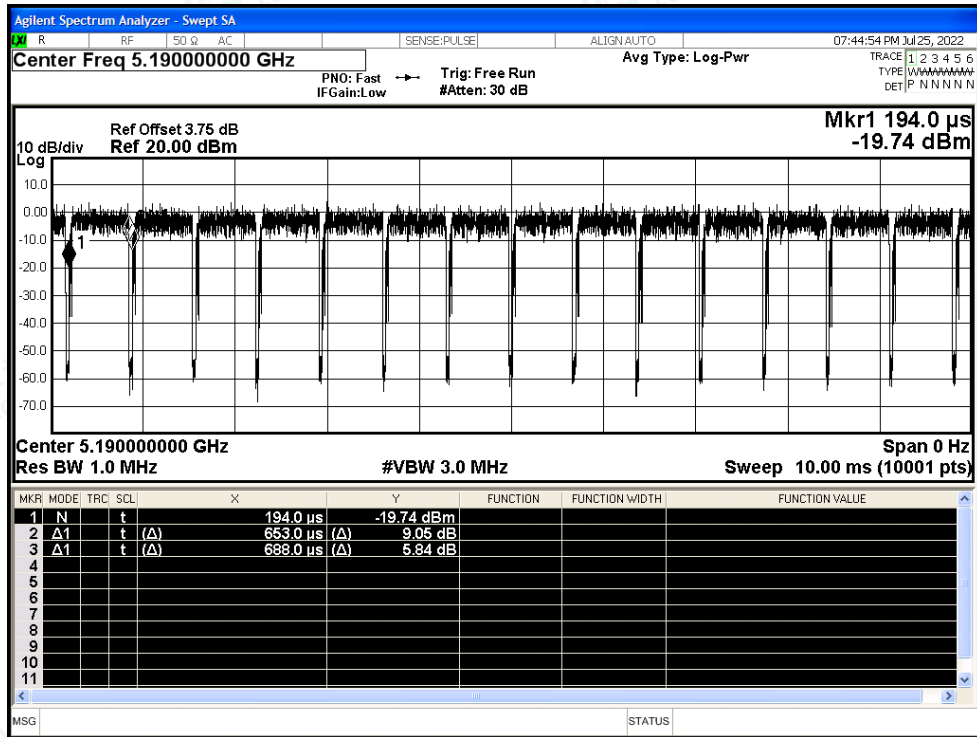 Agilent Spectrum Analyzer - Swept SA
LXI R RF 50 Ω AC SENSE:PULSE ALIGN AUTO 07:44:54 PM Jul 25, 2022
Center Freq 5.190000000 GHz Avg Type: Log-Pwr TRACE 1 2 3 4 5 6
PNO: Fast Trig: Free Run TYPE WWWWWW
IFGain:Low #Atten: 30 dB DET P N N N N N
Mkr1 194.0 µs
Ref Offset 3.75 dB
10 dB/div Ref 20.00 dBm -19.74 dBm
Log
10.0
0.00
-10.0
1
-20.0
-30.0
-40.0
-50.0
-60.0
-70.0
Center 5.190000000 GHz Span 0 Hz
Res BW 1.0 MHz #VBW 3.0 MHz Sweep 10.00 ms (10001 pts)
MKR MODE TRC SCL X Y FUNCTION FUNCTION WIDTH FUNCTION VALUE
1 N t 194.0 µs -19.74 dBm
2 Δ1 t (Δ) 653.0 µs (Δ) 9.05 dB
3 Δ1 t (Δ) 688.0 µs (Δ) 5.84 dB
4
5
6
7
8
9
10
11
MSG STATUS